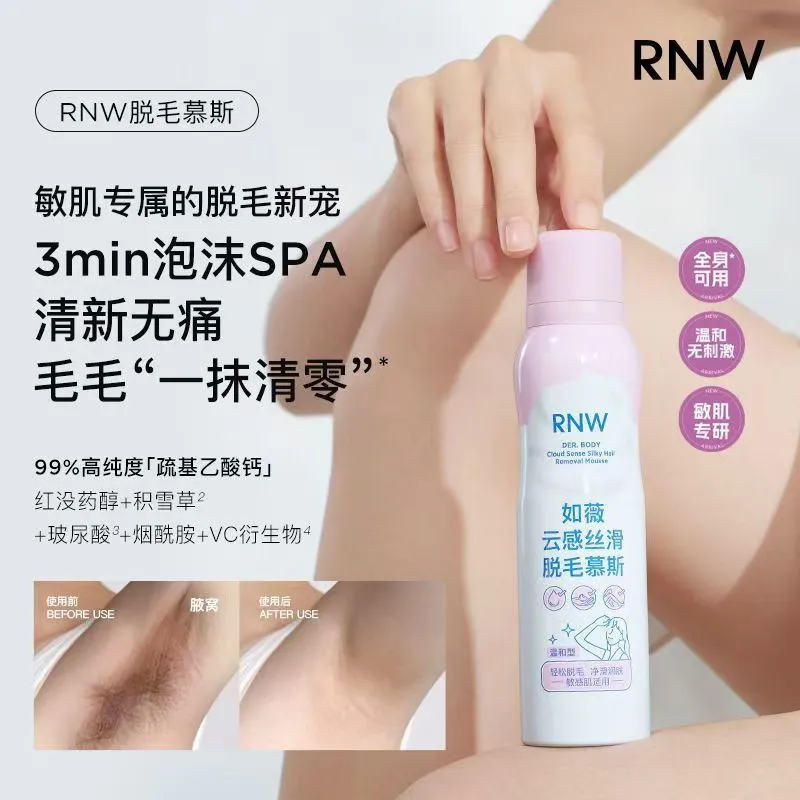 RNW
RNW脱毛慕斯
敏肌专属的脱毛新宠
3min泡沫SPA
清新无痛
毛毛“一抹清零”*
99%高纯度「巯基乙酸钙」
红没药醇+积雪草²
+玻尿酸³+烟酰胺+VC衍生物⁴
使用前
BEFORE USE
腋窝
使用后
AFTER USE
NEW
全身*
可用
ARRIVAL
NEW
温和
无刺激
ARRIVAL
NEW
敏肌
专研
ARRIVAL
RNW
DER. BODY
Cloud Sense Silky Hair
Removal Mousse
如薇
云感丝滑
脱毛慕斯
温和型
轻松脱毛 净滑润肤
敏感肌适用